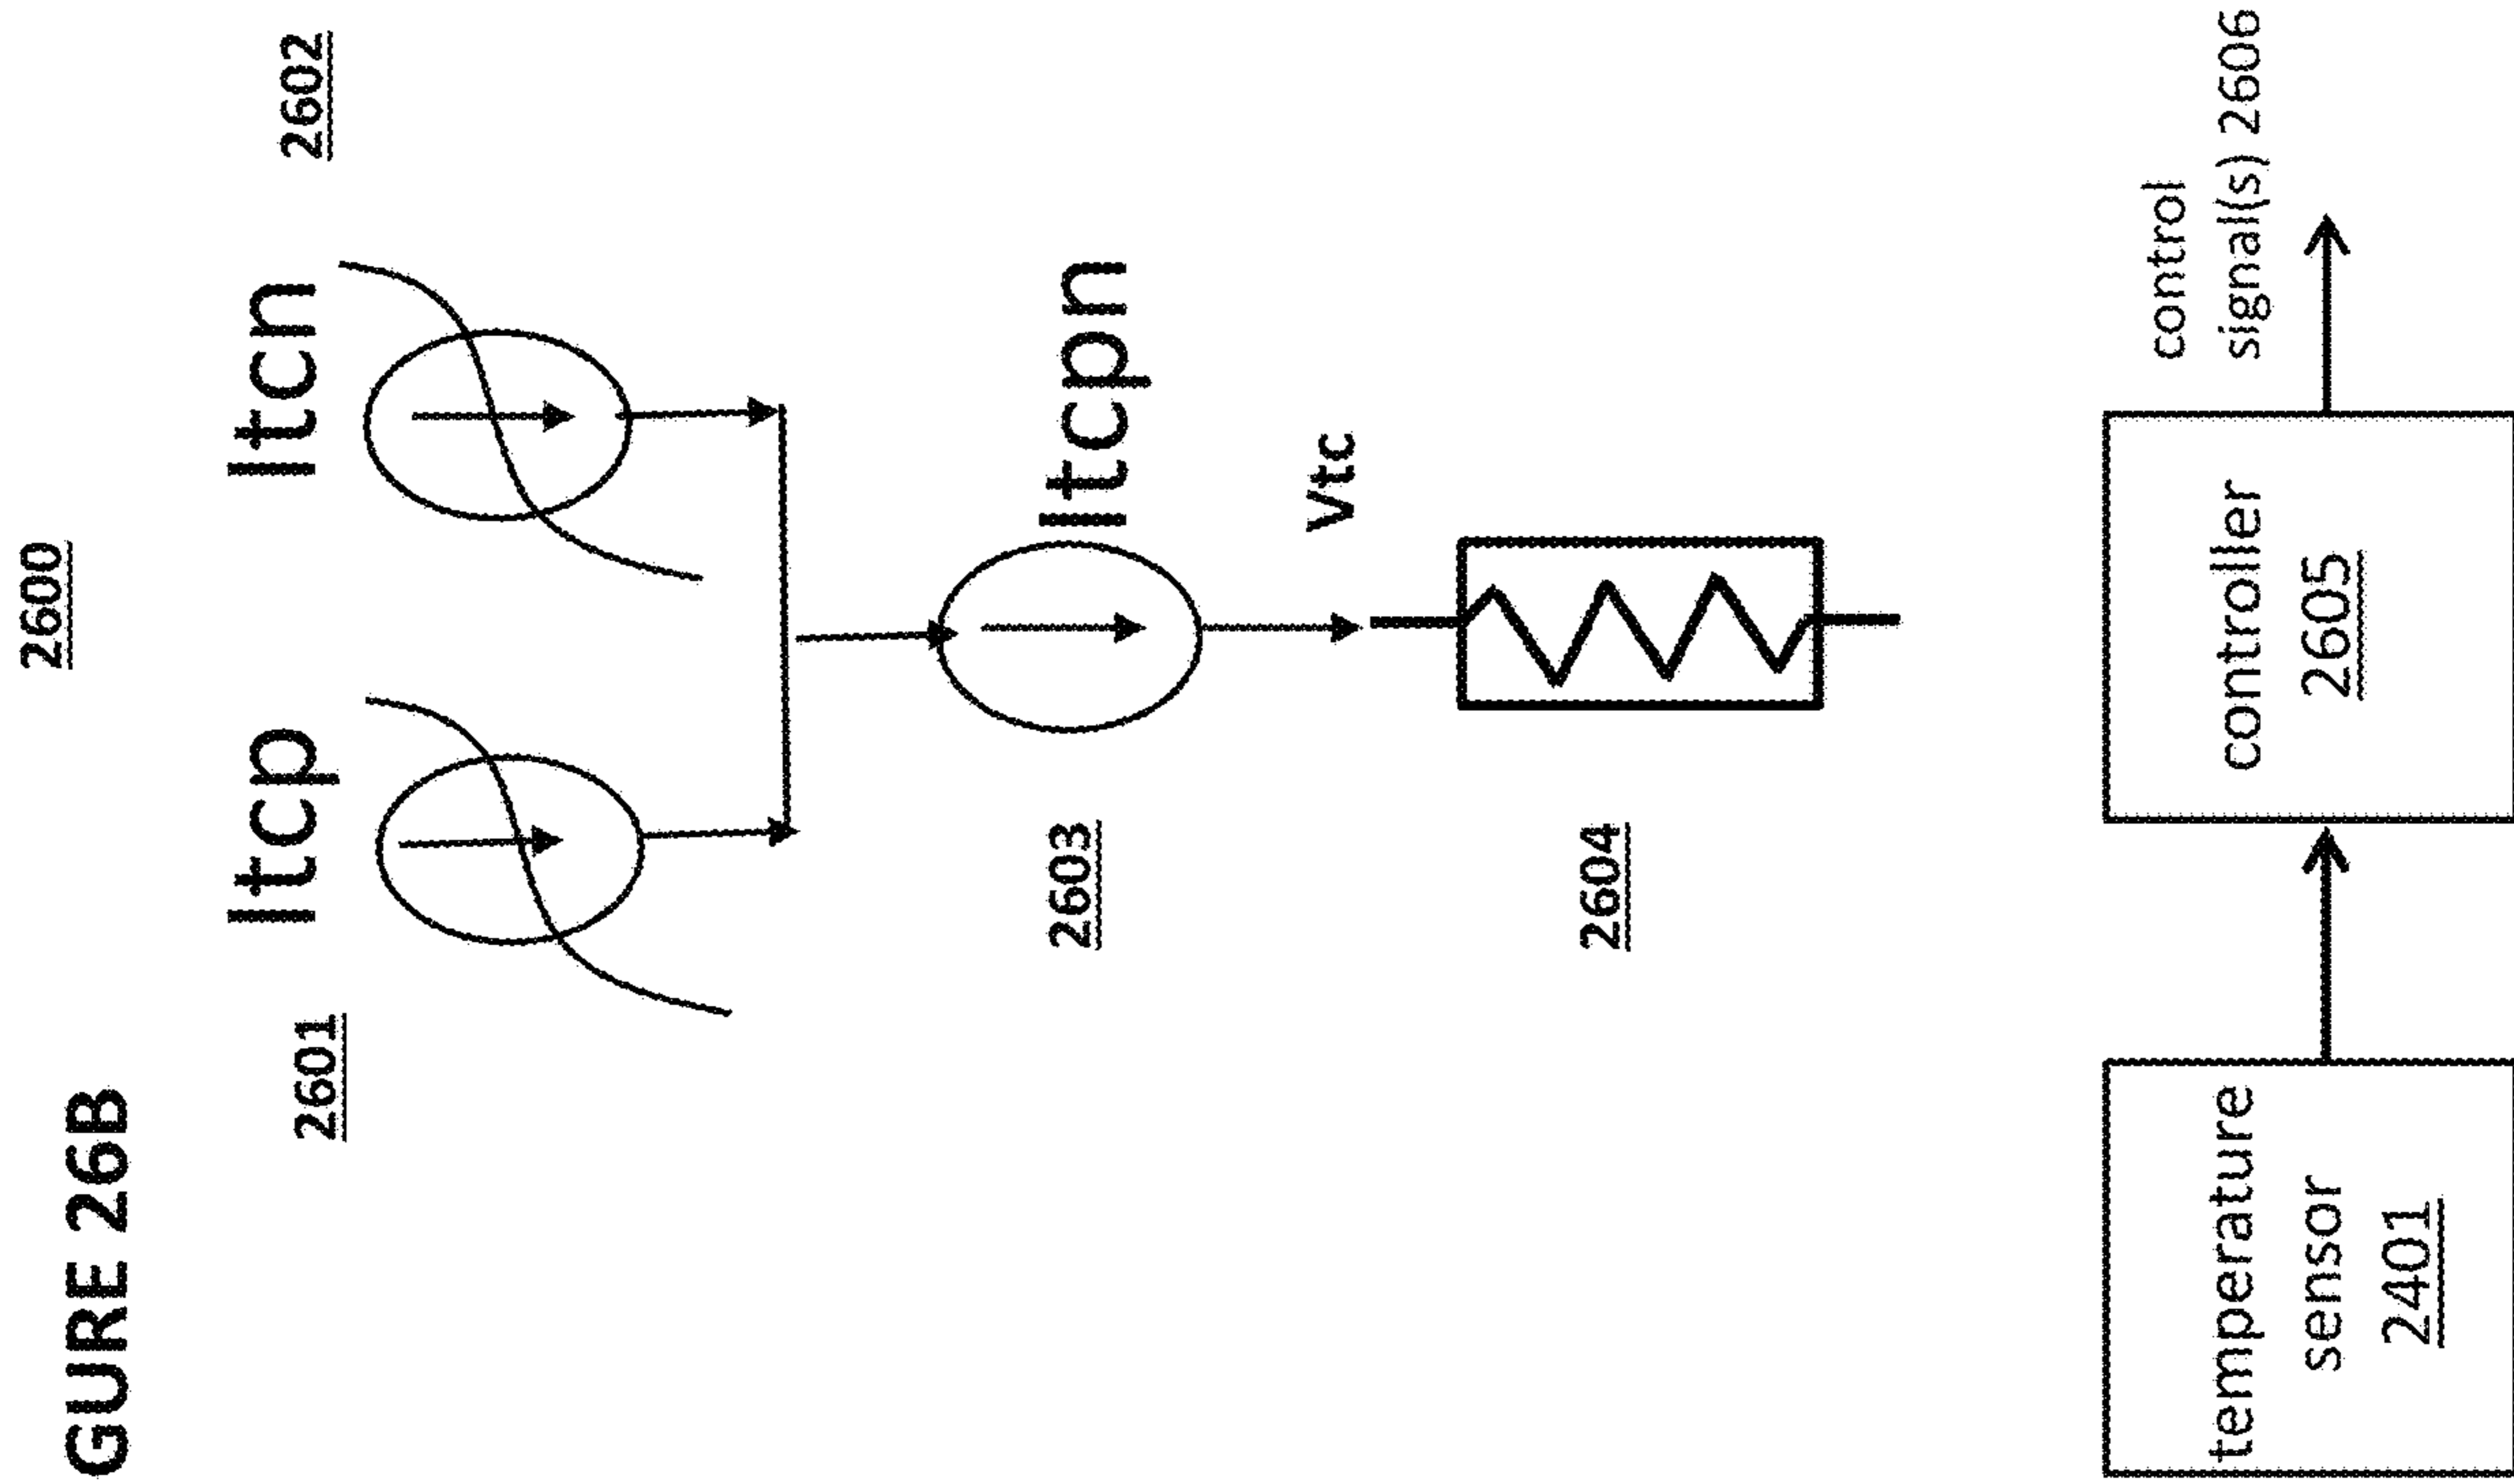 GURE 26B
2600
2601
Itcp
Itcn
2602
2603
Itcpn
Vtc
2604
temperature
sensor
2401
controller
2605
control
signal(s) 2606